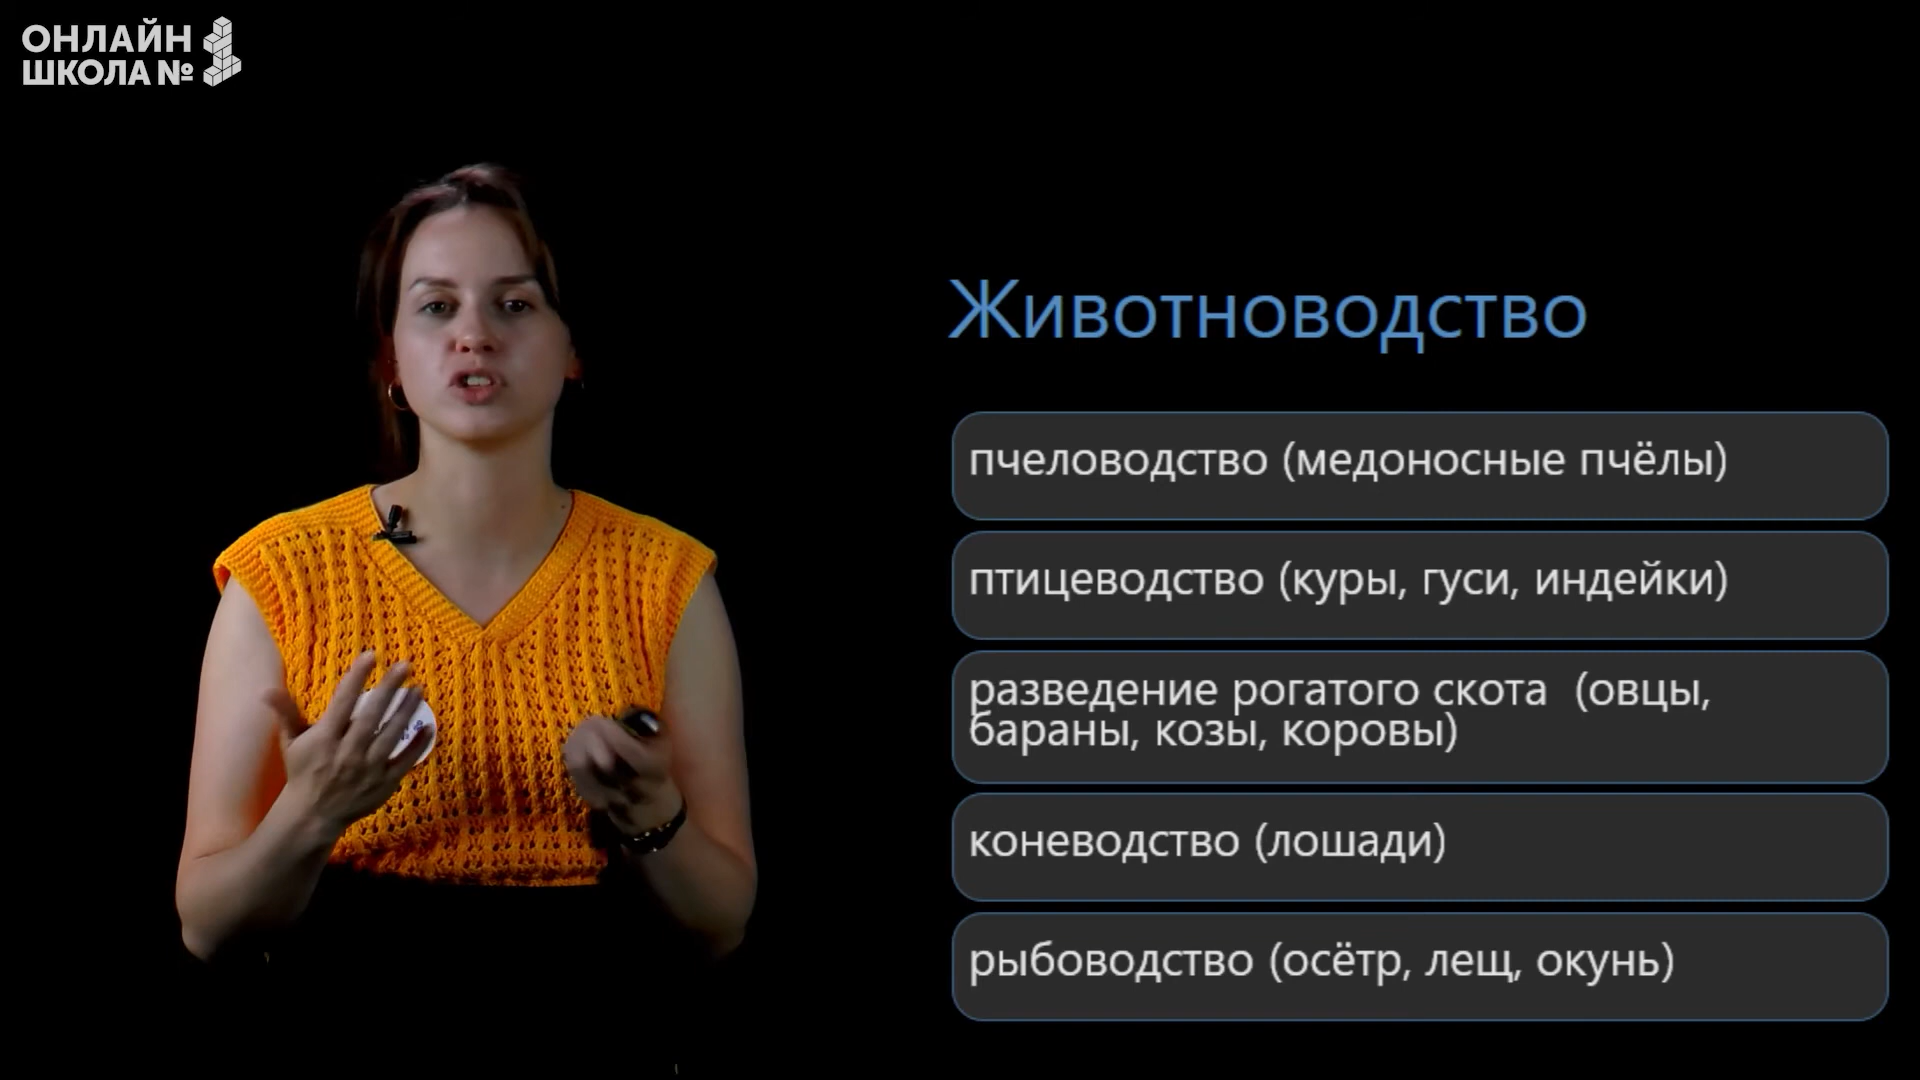 ОНЛАЙН
ШКОЛА №
Животноводство
пчеловодство (медоносные пчёлы)
птицеводство (куры, гуси, индейки)
разведение рогатого скота (овцы,
бараны, козы, коровы)
коневодство (лошади)
рыбоводство (осётр, лещ, окунь)